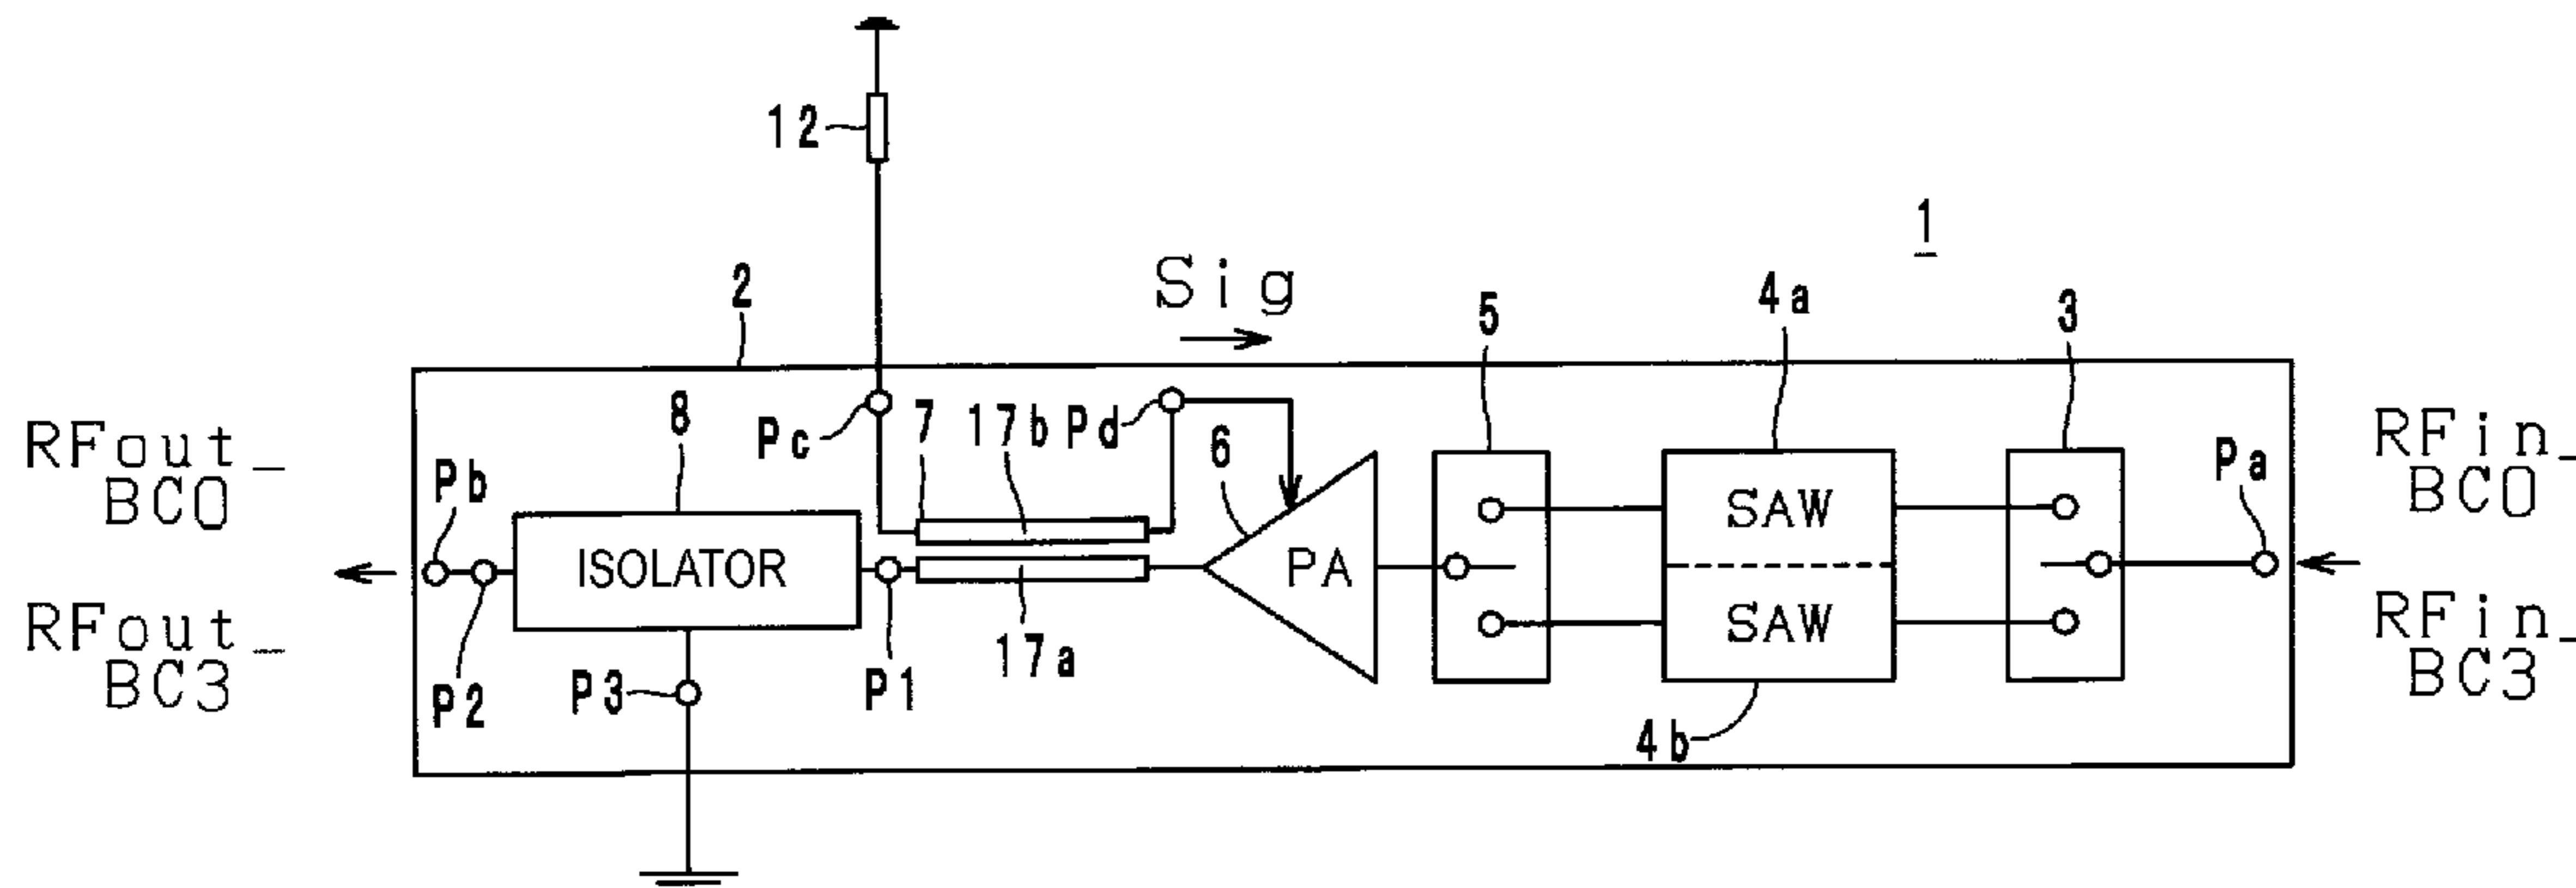 12
1
2
Sig
5
4a
3
RFout_
BC0
Pb
8
Pc
7
17b
Pd
6
SAW
Pa
RFin_
BC0
ISOLATOR
PA
RFout_
BC3
P2
P3
P1
17a
SAW
4b
RFin_
BC3